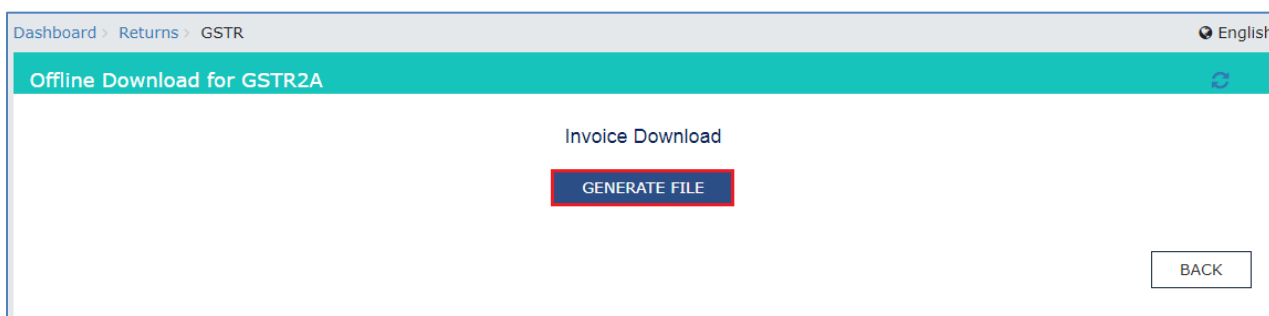 Dashboard > Returns > GSTR
English
Offline Download for GSTR2A
Invoice Download
GENERATE FILE
BACK